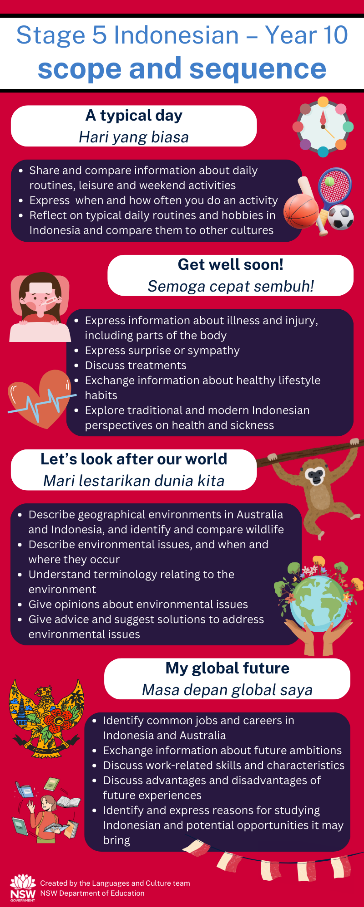 Stage 5 Indonesian – Year 10
scope and sequence
A typical day
Hari yang biasa
• Share and compare information about daily
routines, leisure and weekend activities
• Express when and how often you do an activity
• Reflect on typical daily routines and hobbies in
Indonesia and compare them to other cultures
Get well soon!
Semoga cepat sembuh!
• Express information about illness and injury,
including parts of the body
• Express surprise or sympathy
• Discuss treatments
• Exchange information about healthy lifestyle
habits
• Explore traditional and modern Indonesian
perspectives on health and sickness
Let's look after our world
Mari lestarikan dunia kita
• Describe geographical environments in Australia
and Indonesia, and identify and compare wildlife
• Describe environmental issues, and when and
where they occur
• Understand terminology relating to the
environment
• Give opinions about environmental issues
• Give advice and suggest solutions to address
environmental issues
My global future
Masa depan global saya
• Identify common jobs and careers in
Indonesia and Australia
• Exchange information about future ambitions
• Discuss work-related skills and characteristics
• Discuss advantages and disadvantages of
future experiences
• Identify and express reasons for studying
Indonesian and potential opportunities it may
bring
NSW
GOVERNMENT
Created by the Languages and Culture team
NSW Department of Education